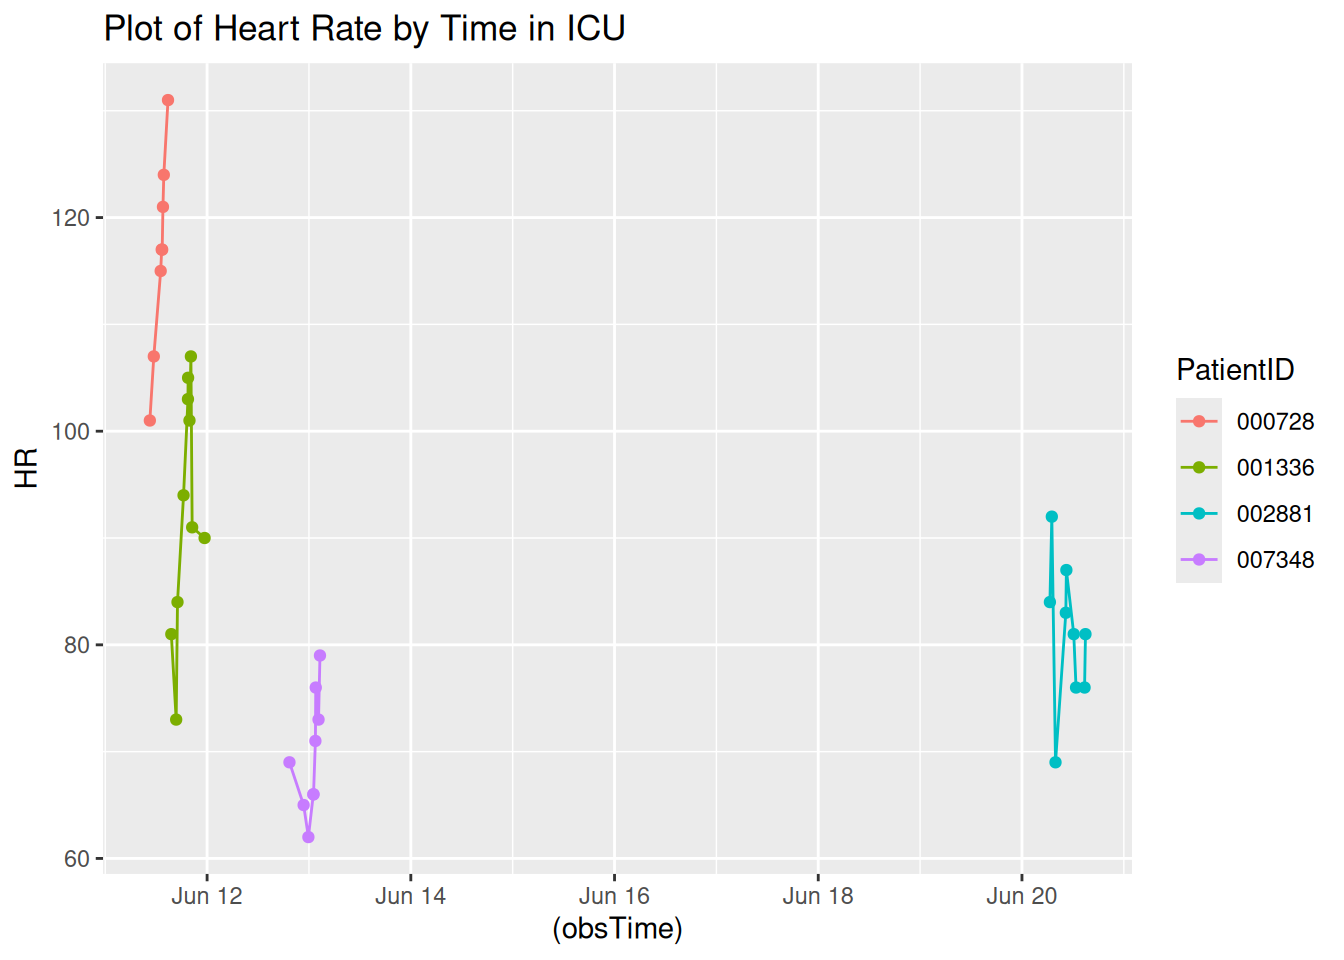 Plot of Heart Rate by Time in ICU
120
100
80
60
HR
Jun 12 Jun 14 Jun 16 Jun 18 Jun 20
(obsTime)
PatientID
000728
001336
002881
007348